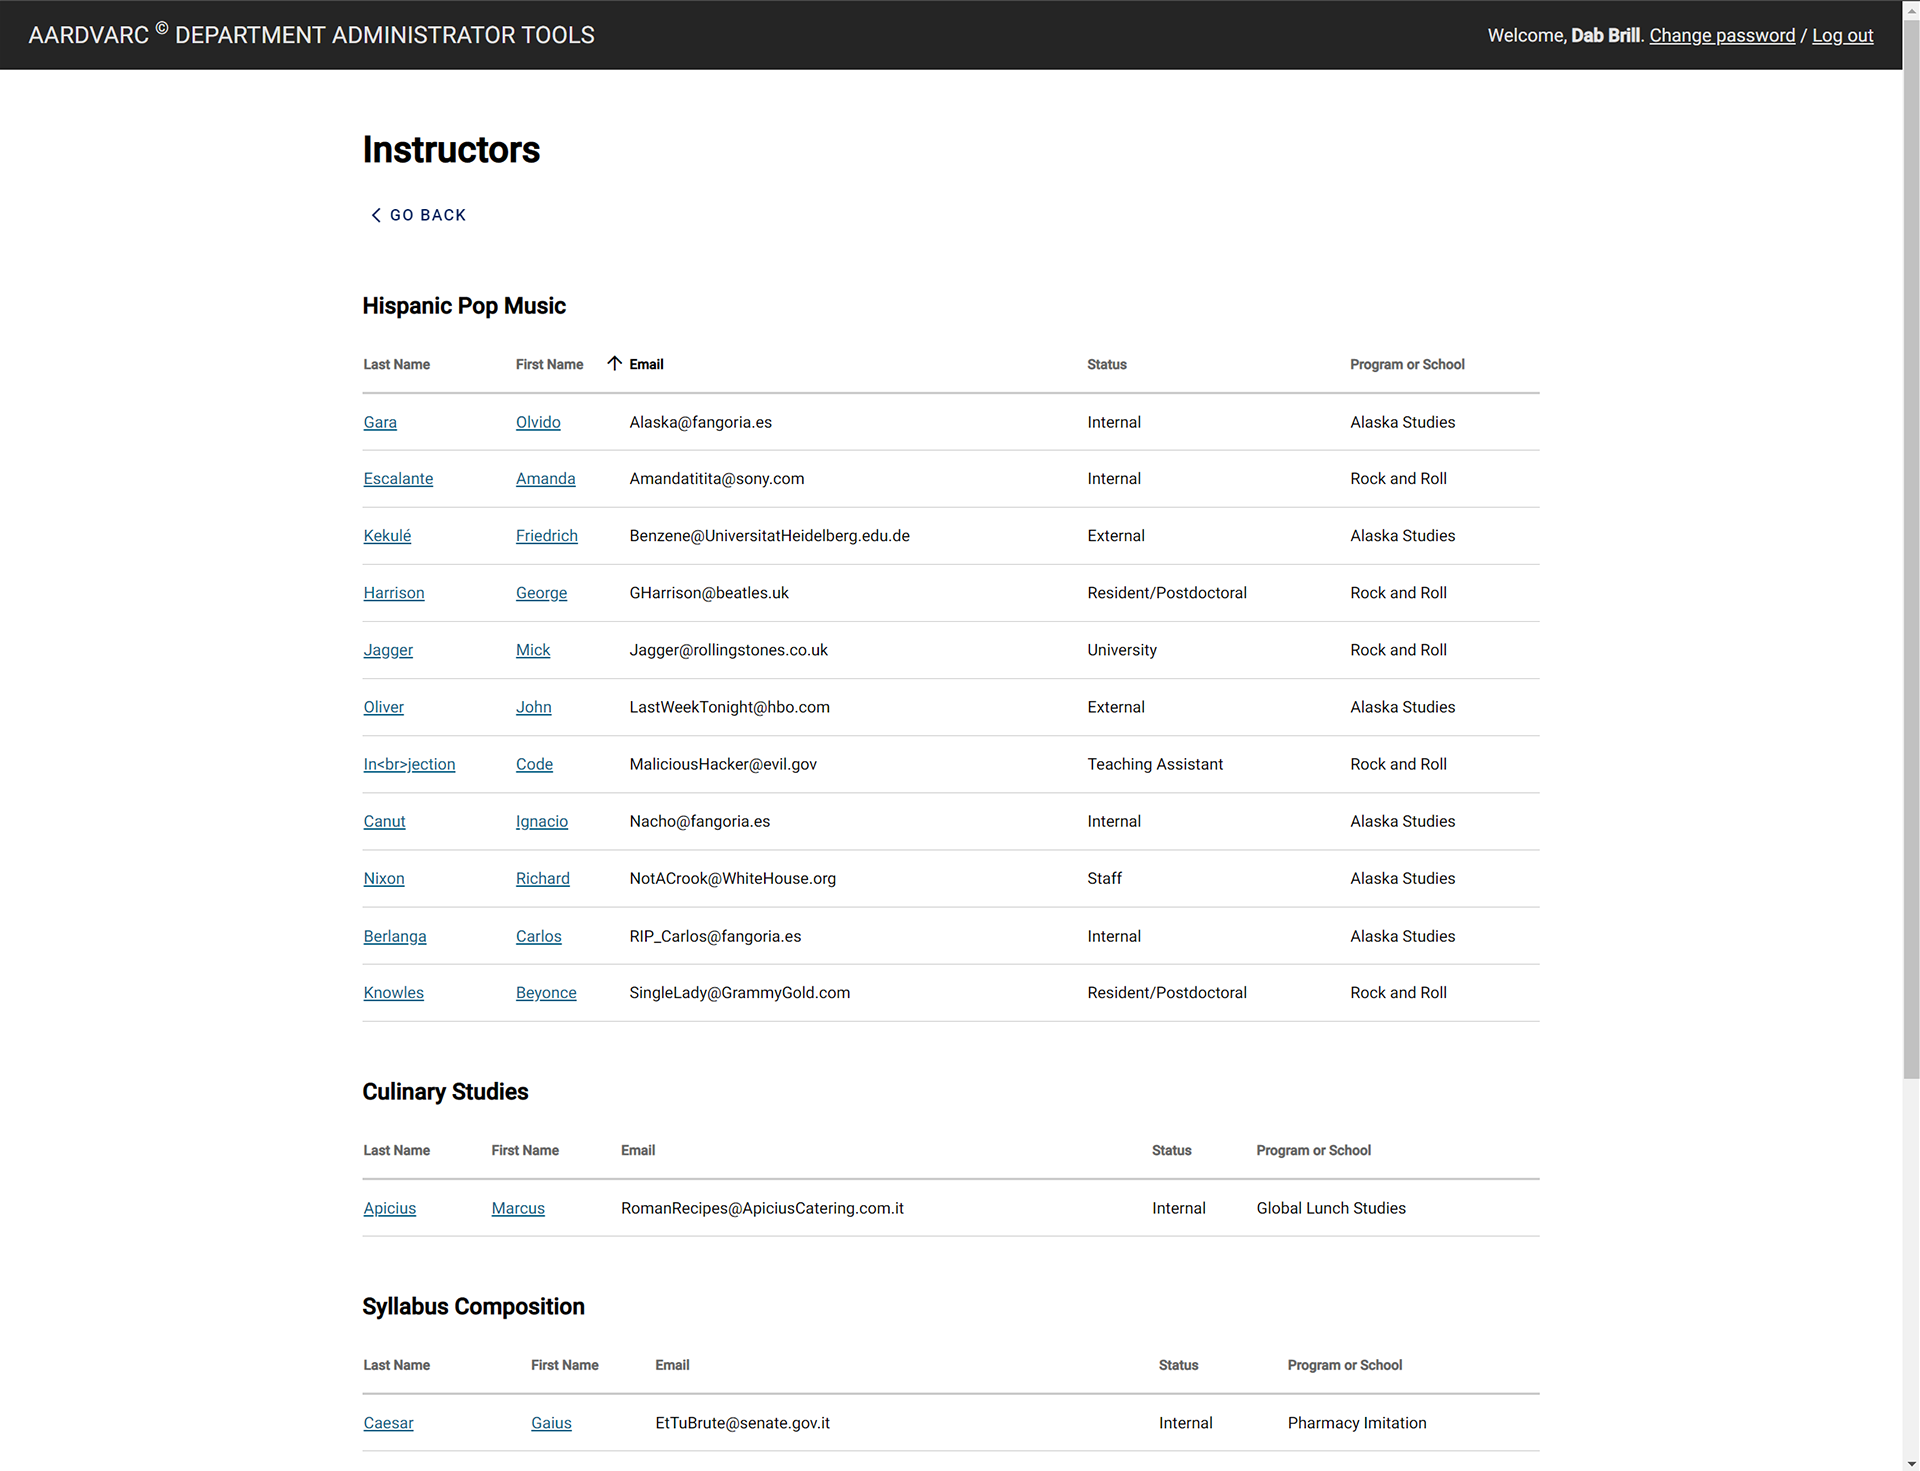 AARDVARC © DEPARTMENT ADMINISTRATOR TOOLS Welcome, Dab Brill. Change password / Log out
Instructors
GO BACK
Hispanic Pop Music
Last Name First Name Email Status Program or School
Gara Olvido Alaska@fangoria.es Internal Alaska Studies
Escalante Amanda Amandatitita@sony.com Internal Rock and Roll
Kekulé Friedrich Benzene@UniversitatHeidelberg.edu.de External Alaska Studies
Harrison George GHarrison@beatles.uk Resident/Postdoctoral Rock and Roll
Jagger Mick Jagger@rollingstones.co.uk University Rock and Roll
Oliver John LastWeekTonight@hbo.com External Alaska Studies
In<br>jection Code MaliciousHacker@evil.gov Teaching Assistant Rock and Roll
Canut Ignacio Nacho@fangoria.es Internal Alaska Studies
Nixon Richard NotACrook@WhiteHouse.org Staff Alaska Studies
Berlanga Carlos RIP_Carlos@fangoria.es Internal Alaska Studies
Knowles Beyonce SingleLady@GrammyGold.com Resident/Postdoctoral Rock and Roll
Culinary Studies
Last Name First Name Email Status Program or School
Apicius Marcus RomanRecipes@ApiciusCatering.com.it Internal Global Lunch Studies
Syllabus Composition
Last Name First Name Email Status Program or School
Caesar Gaius EtTuBrute@senate.gov.it Internal Pharmacy Imitation